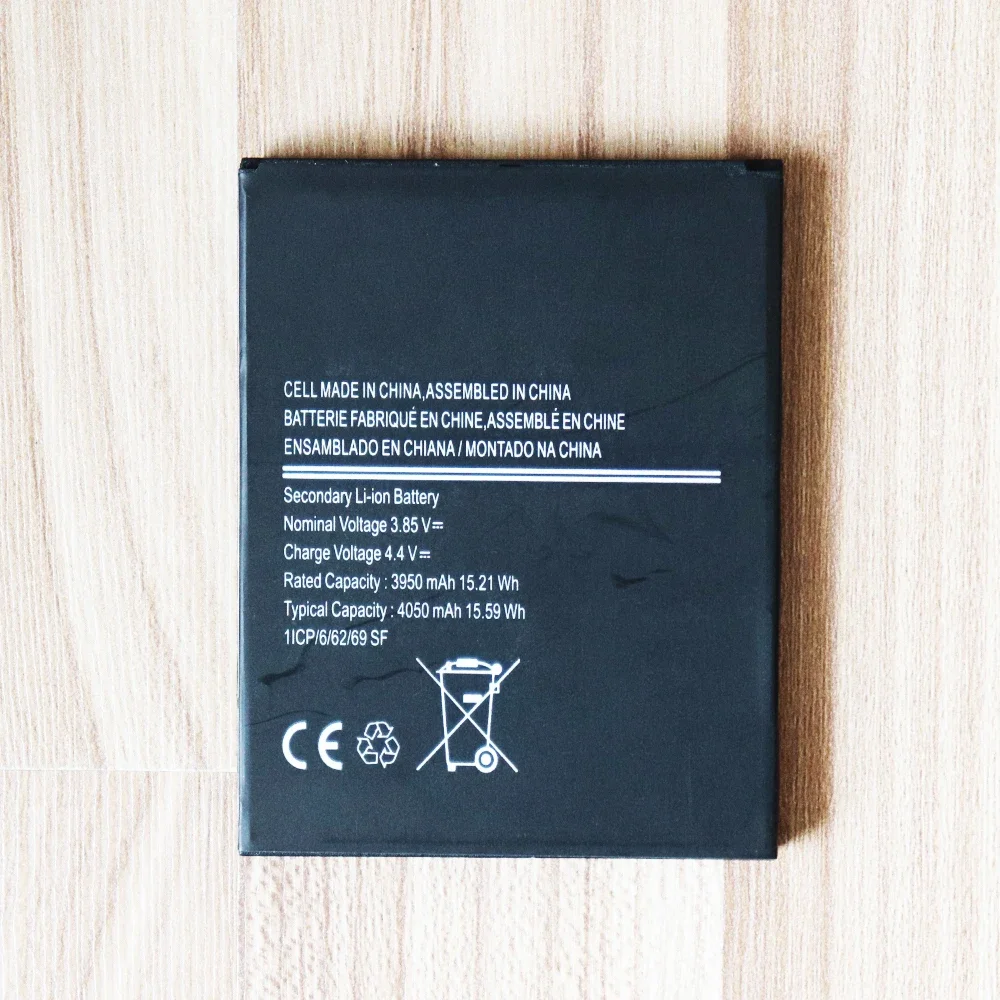 CELL MADE IN CHINA,ASSEMBLED IN CHINA
BATTERIE FABRIQUÉ EN CHINE,ASSEMBLÉ EN CHINE
ENSAMBLADO EN CHIANA / MONTADO NA CHINA
Secondary Li-ion Battery
Nominal Voltage 3.85 V⎓
Charge Voltage 4.4 V⎓
Rated Capacity : 3950 mAh 15.21 Wh
Typical Capacity : 4050 mAh 15.59 Wh
1ICP/6/62/69 SF
CE